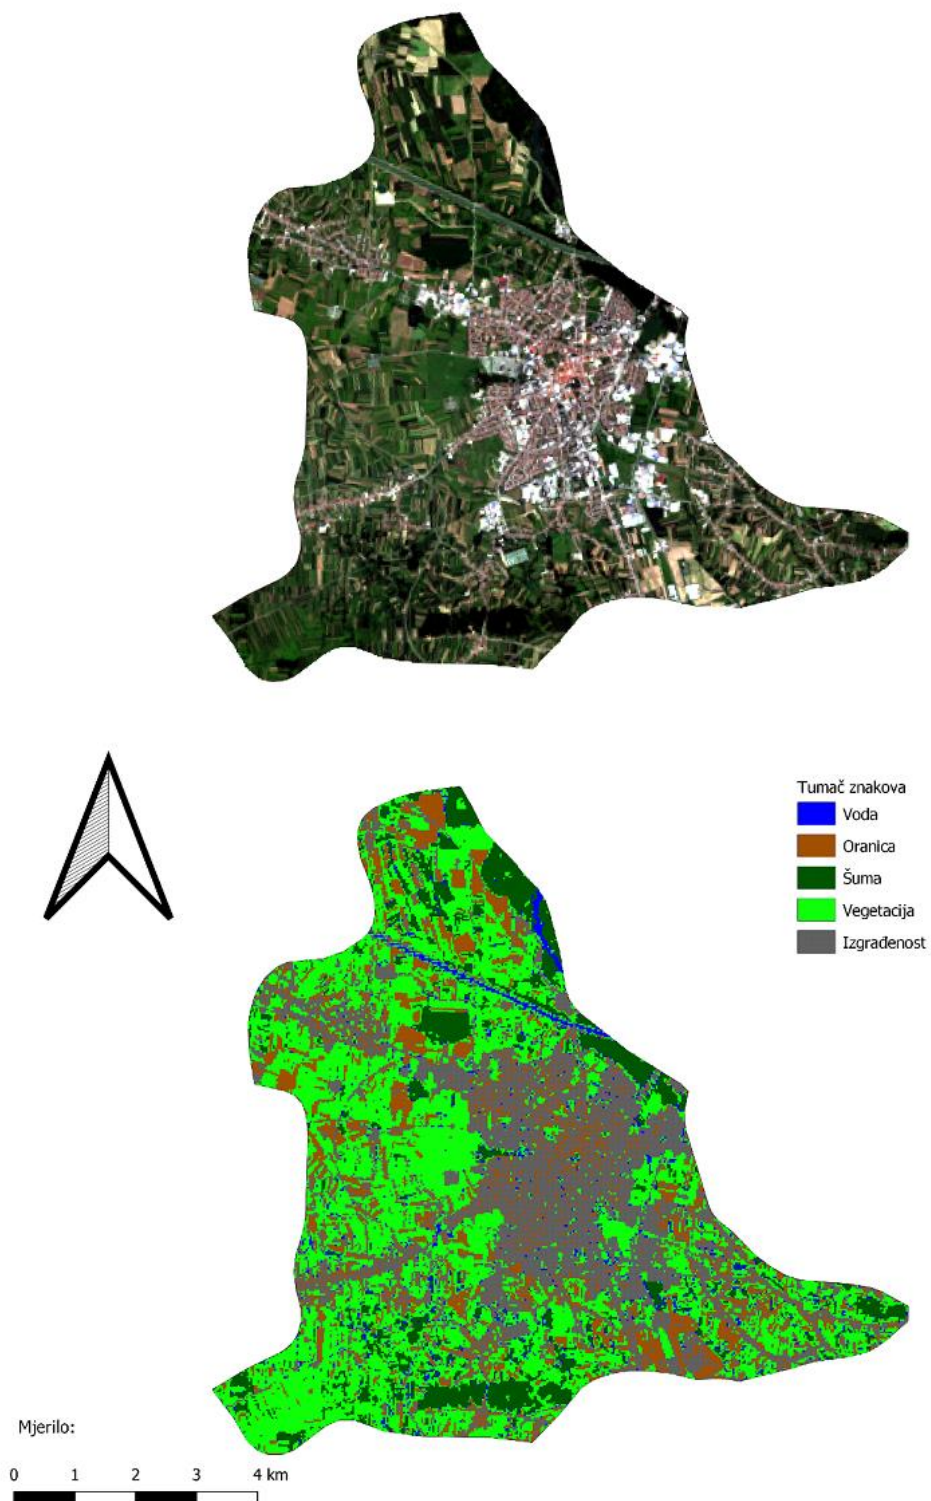 Tumač znakova
Voda
Oranica
Šuma
Vegetacija
Izgrađenost
Mjerilo:
0 1 2 3 4 km